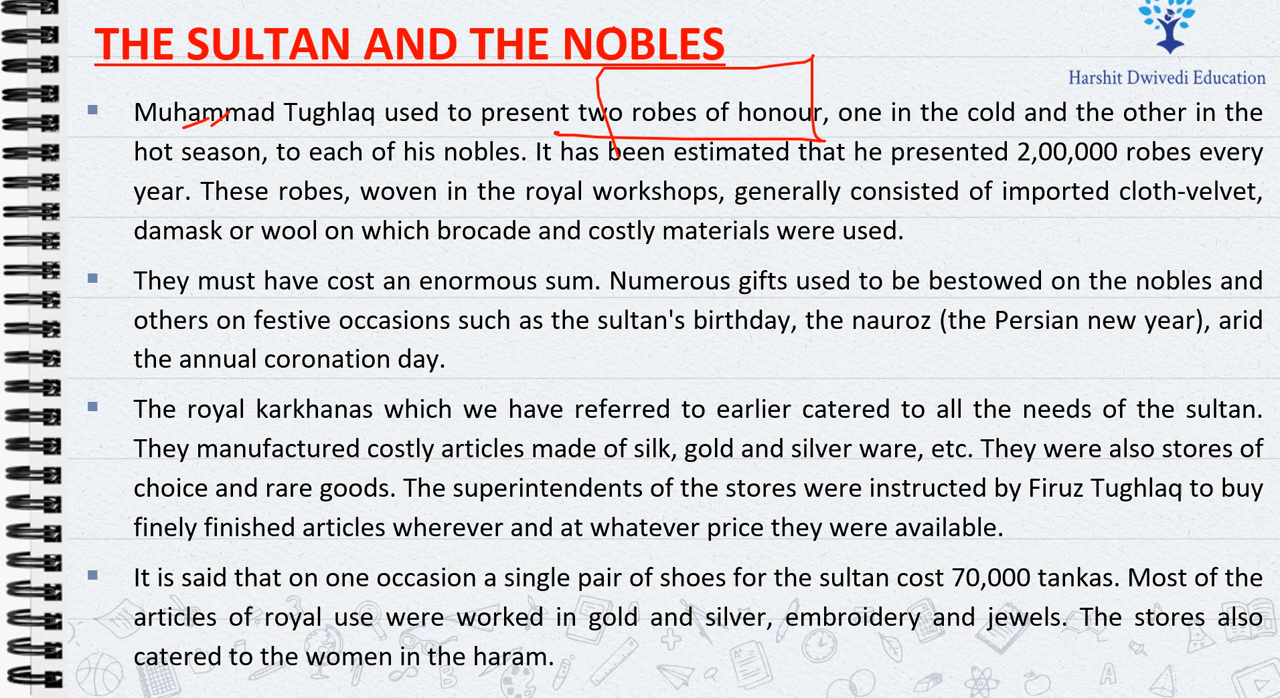 THE SULTAN AND THE NOBLES
Harshit Dwivedi Education
▪ Muhammad Tughlaq used to present two robes of honour, one in the cold and the other in the
hot season, to each of his nobles. It has been estimated that he presented 2,00,000 robes every
year. These robes, woven in the royal workshops, generally consisted of imported cloth-velvet,
damask or wool on which brocade and costly materials were used.
▪ They must have cost an enormous sum. Numerous gifts used to be bestowed on the nobles and
others on festive occasions such as the sultan's birthday, the nauroz (the Persian new year), arid
the annual coronation day.
▪ The royal karkhanas which we have referred to earlier catered to all the needs of the sultan.
They manufactured costly articles made of silk, gold and silver ware, etc. They were also stores of
choice and rare goods. The superintendents of the stores were instructed by Firuz Tughlaq to buy
finely finished articles wherever and at whatever price they were available.
▪ It is said that on one occasion a single pair of shoes for the sultan cost 70,000 tankas. Most of the
articles of royal use were worked in gold and silver, embroidery and jewels. The stores also
catered to the women in the haram.